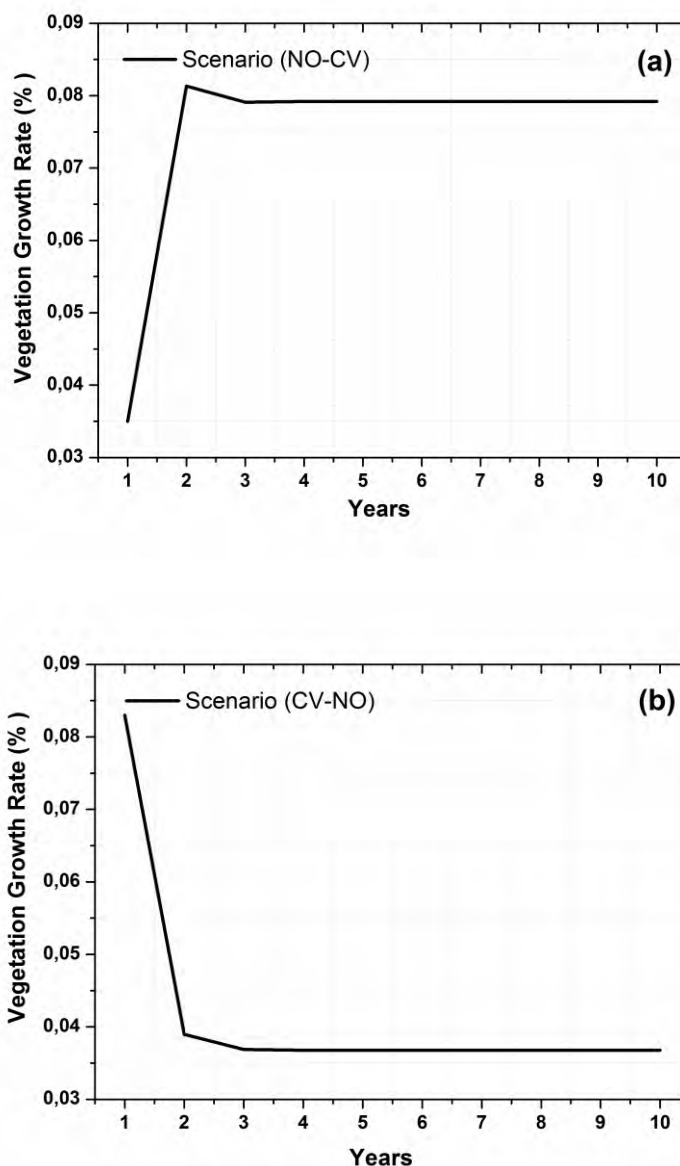 0,09
Scenario (NO-CV)
(a)
0,08
0,07
0,06
0,05
0,04
0,03
Vegetation Growth Rate (% )
1 2 3 4 5 6 7 8 9 10
Years
0,09
Scenario (CV-NO)
(b)
0,08
0,07
0,06
0,05
0,04
0,03
Vegetation Growth Rate (% )
1 2 3 4 5 6 7 8 9 10
Years